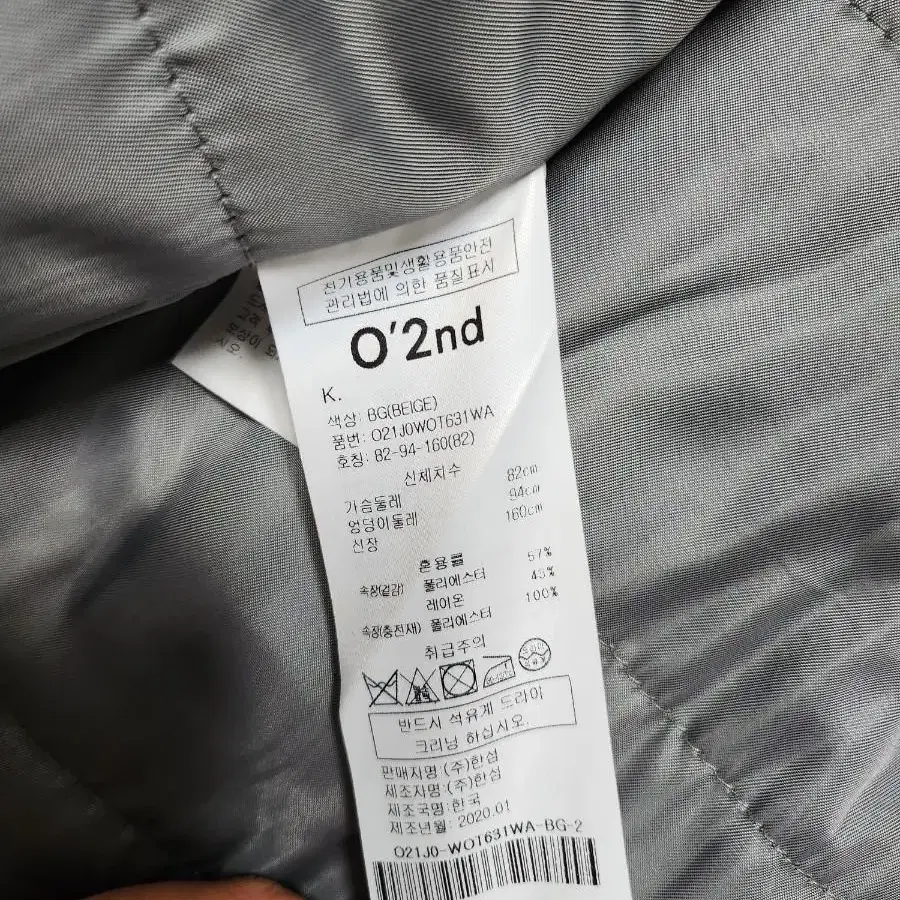 전기용품및생활용품안전
관리법에 의한 품질표시
O'2nd
K.
색상: BG(BEIGE)
품번: O21J0WOT631WA
호칭: 82-94-160(82)
신체치수
가슴둘레 82cm
엉덩이둘레 94cm
신장 160cm
혼용률
속장(겉감) 폴리에스터 57%
레이온 43%
속장(충전재) 폴리에스터 100%
취급주의
반드시 석유계 드라이
크리닝 하십시오.
판매자명 (주)한섬
제조자명: (주)한섬
제조국명: 한국
제조년월: 2020.01
O21J0-WOT631WA-BG-2
고객
시오.